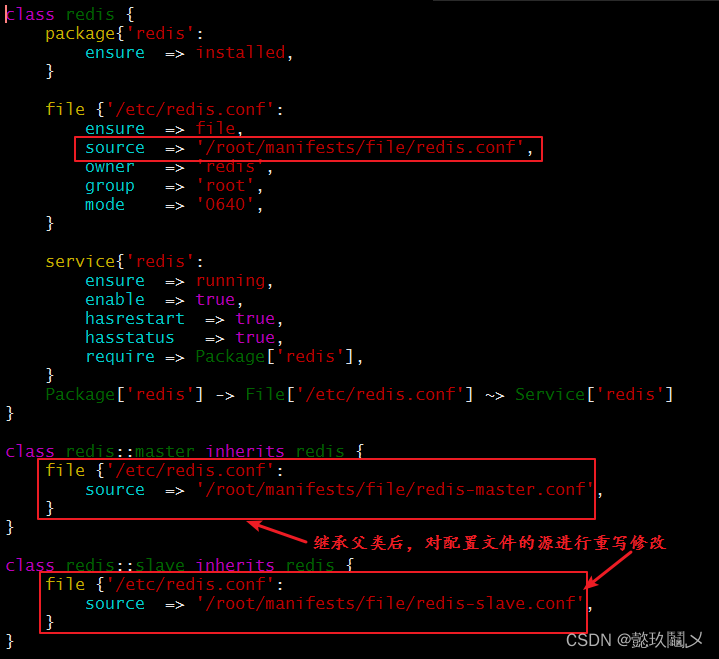 class redis {
    package{'redis':
        ensure  => installed,
    }

    file {'/etc/redis.conf':
        ensure  => file,
        source  => '/root/manifests/file/redis.conf',
        owner   => 'redis',
        group   => 'root',
        mode    => '0640',
    }

    service{'redis':
        ensure  => running,
        enable  => true,
        hasrestart  => true,
        hasstatus   => true,
        require => Package['redis'],
    }
    Package['redis'] -> File['/etc/redis.conf'] ~> Service['redis']
}

class redis::master inherits redis {
    file {'/etc/redis.conf':
        source  => '/root/manifests/file/redis-master.conf',
    }
}
继承父类后，对配置文件的源进行重写修改
class redis::slave inherits redis {
    file {'/etc/redis.conf':
        source  => '/root/manifests/file/redis-slave.conf',
    }
}
CSDN @懿玖